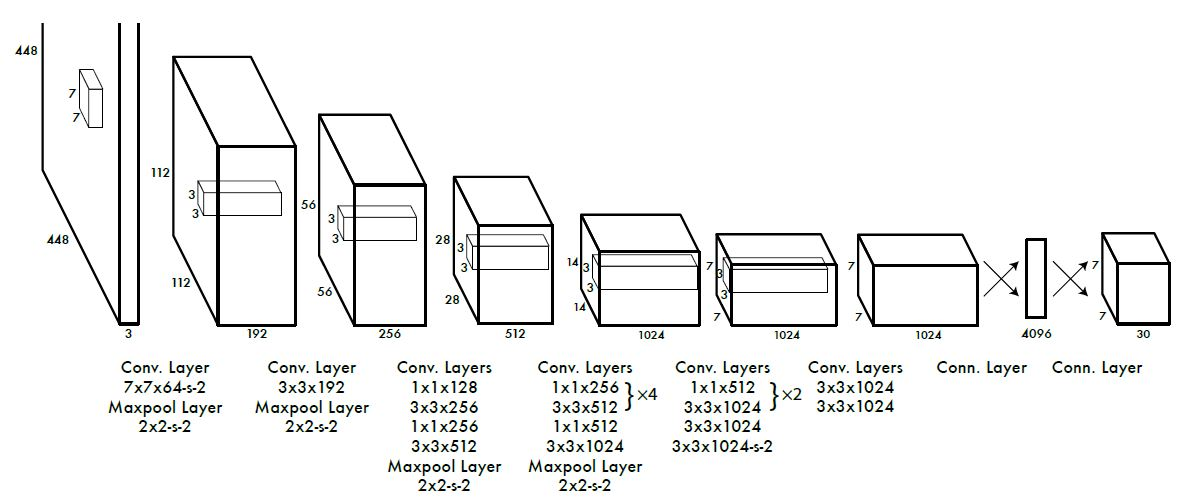 448
7
7
448
3
112
3
3
112
192
56
3
3
56
256
28
3
3
28
512
14
3
3
14
1024
7
3
3
7
1024
7
7
1024
4096
7
7
30
Conv. Layer
7x7x64-s-2
Maxpool Layer
2x2-s-2
Conv. Layer
3x3x192
Maxpool Layer
2x2-s-2
Conv. Layers
1x1x128
3x3x256
1x1x256
3x3x512
Maxpool Layer
2x2-s-2
Conv. Layers
1x1x256
3x3x512
}×4
1x1x512
3x3x1024
Maxpool Layer
2x2-s-2
Conv. Layers
1x1x512
3x3x1024
}×2
3x3x1024
3x3x1024-s-2
Conv. Layers
3x3x1024
3x3x1024
Conn. Layer
Conn. Layer